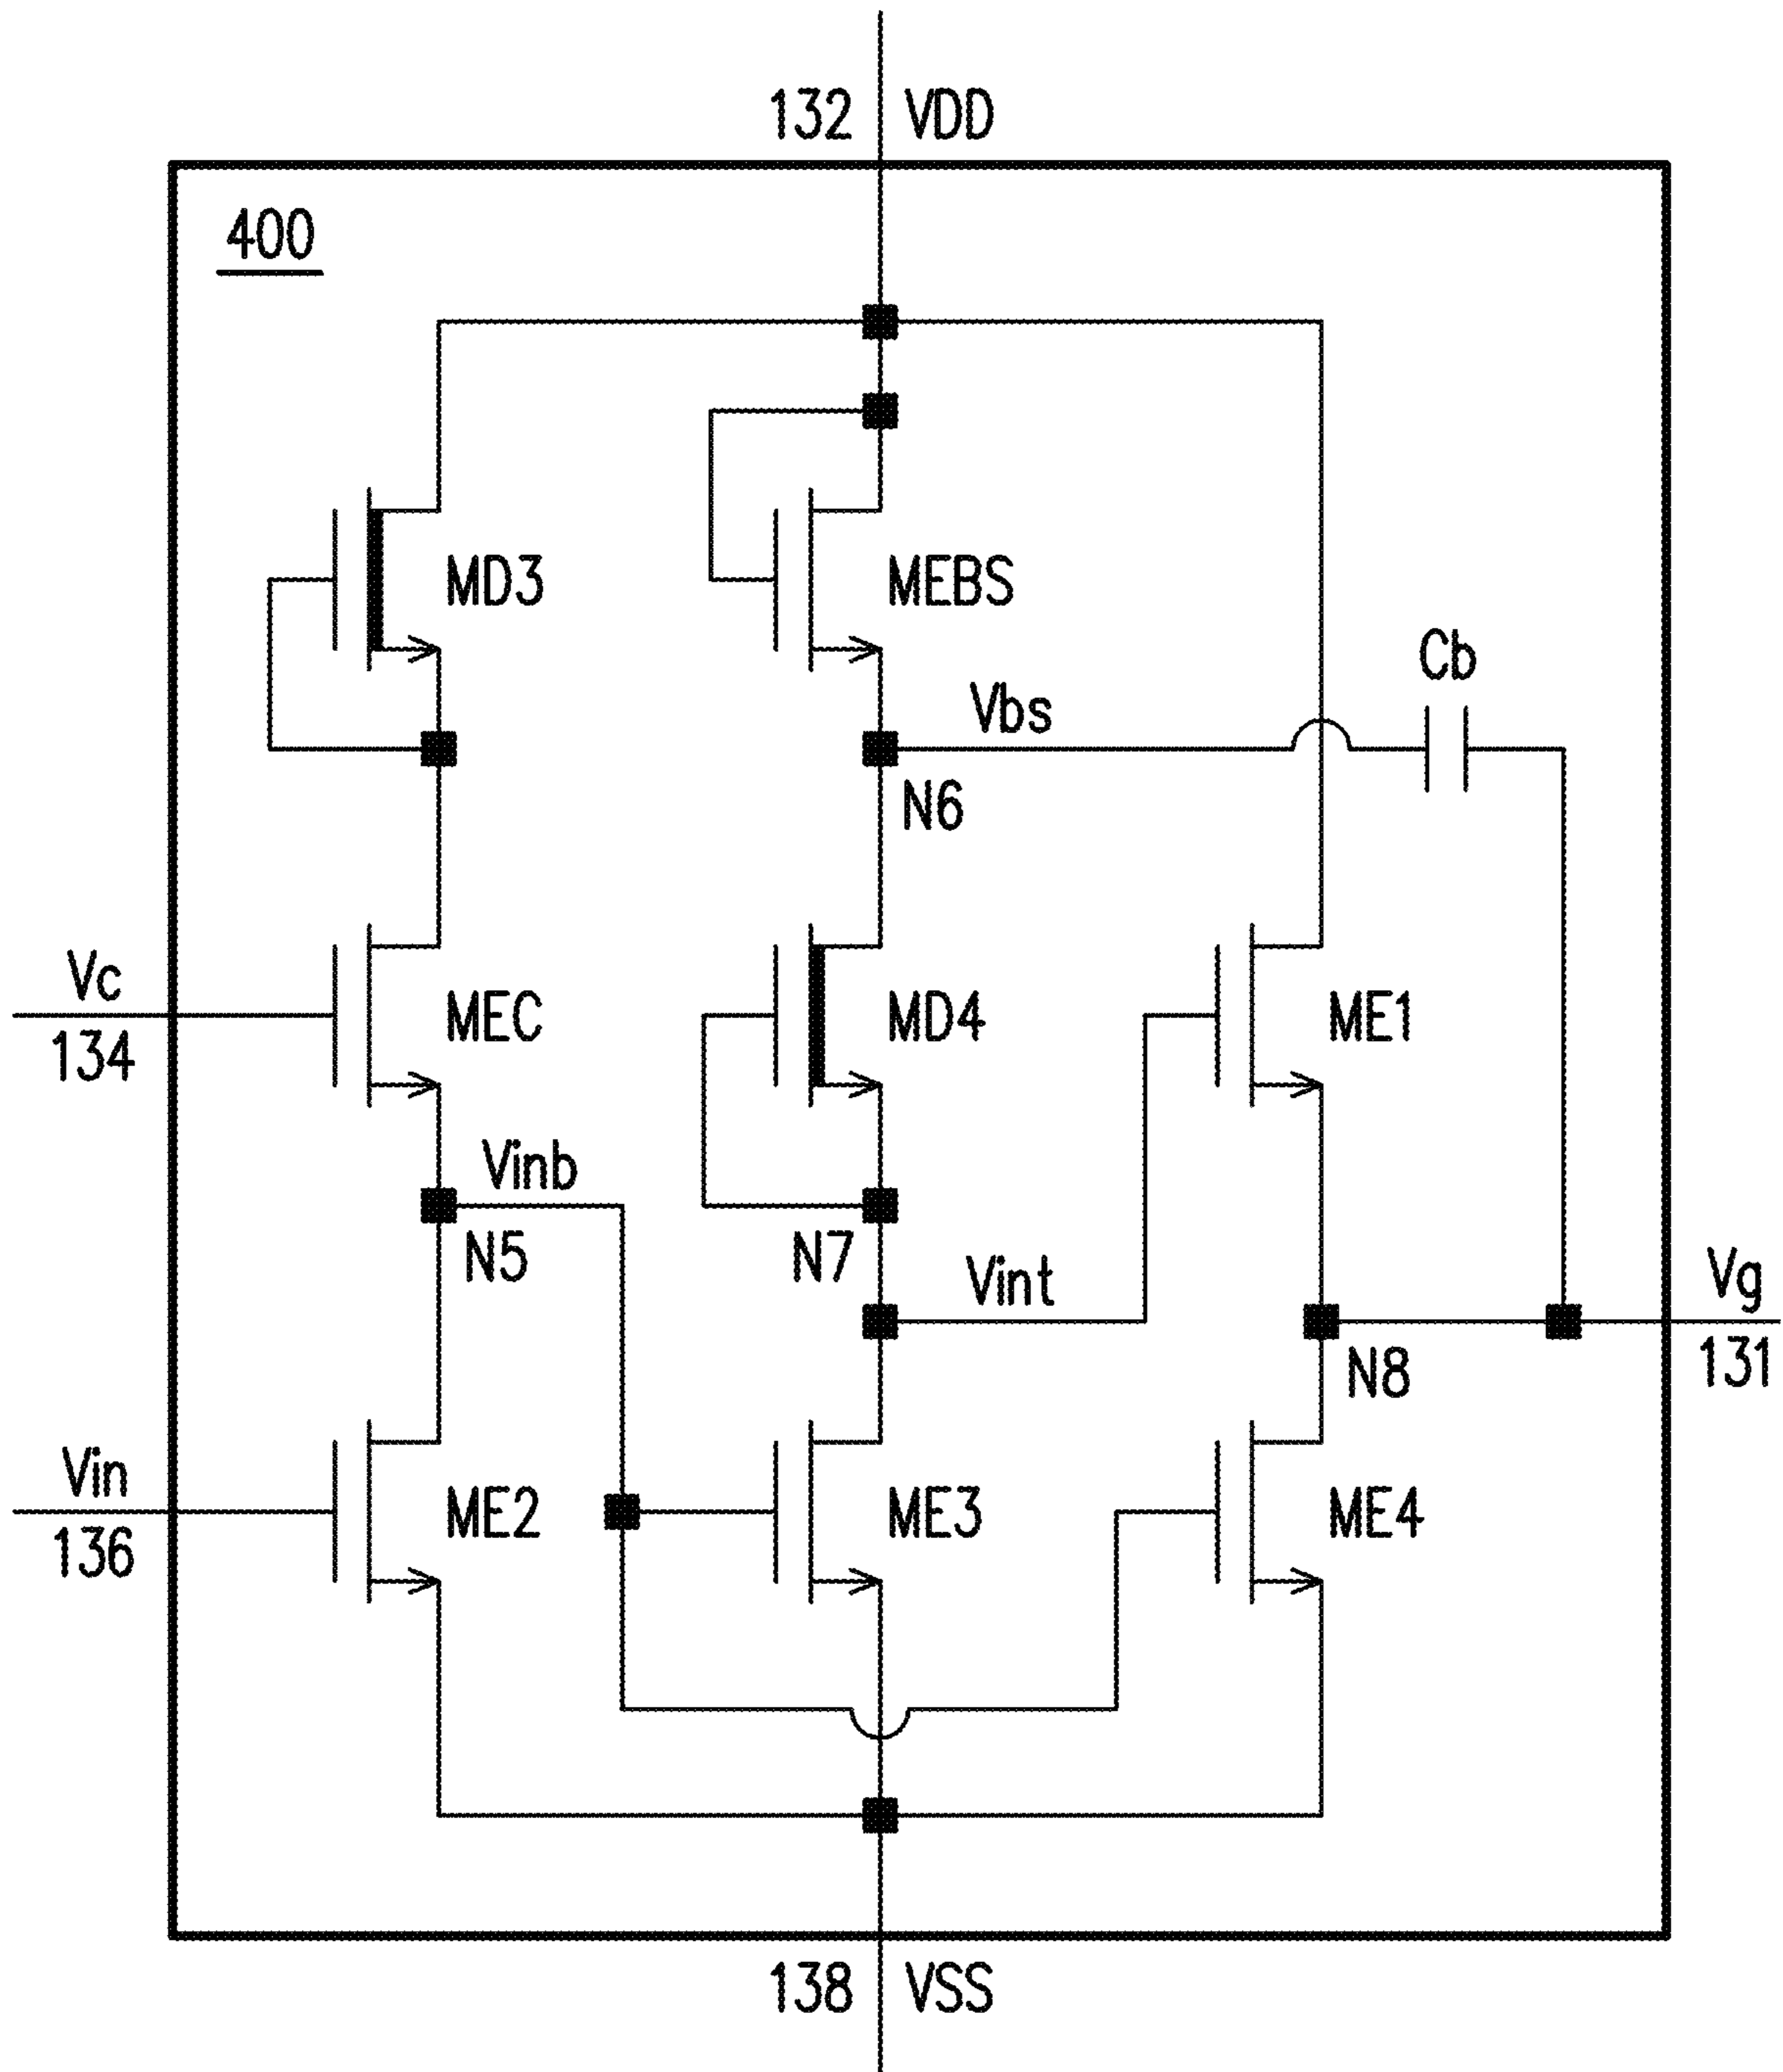 132 VDD
400
MD3 MEBS
Cb
Vbs
N6
Vc
134
MEC MD4 ME1
Vinb
N5 N7
Vint
Vg
131
N8
Vin
136
ME2 ME3 ME4
138 VSS